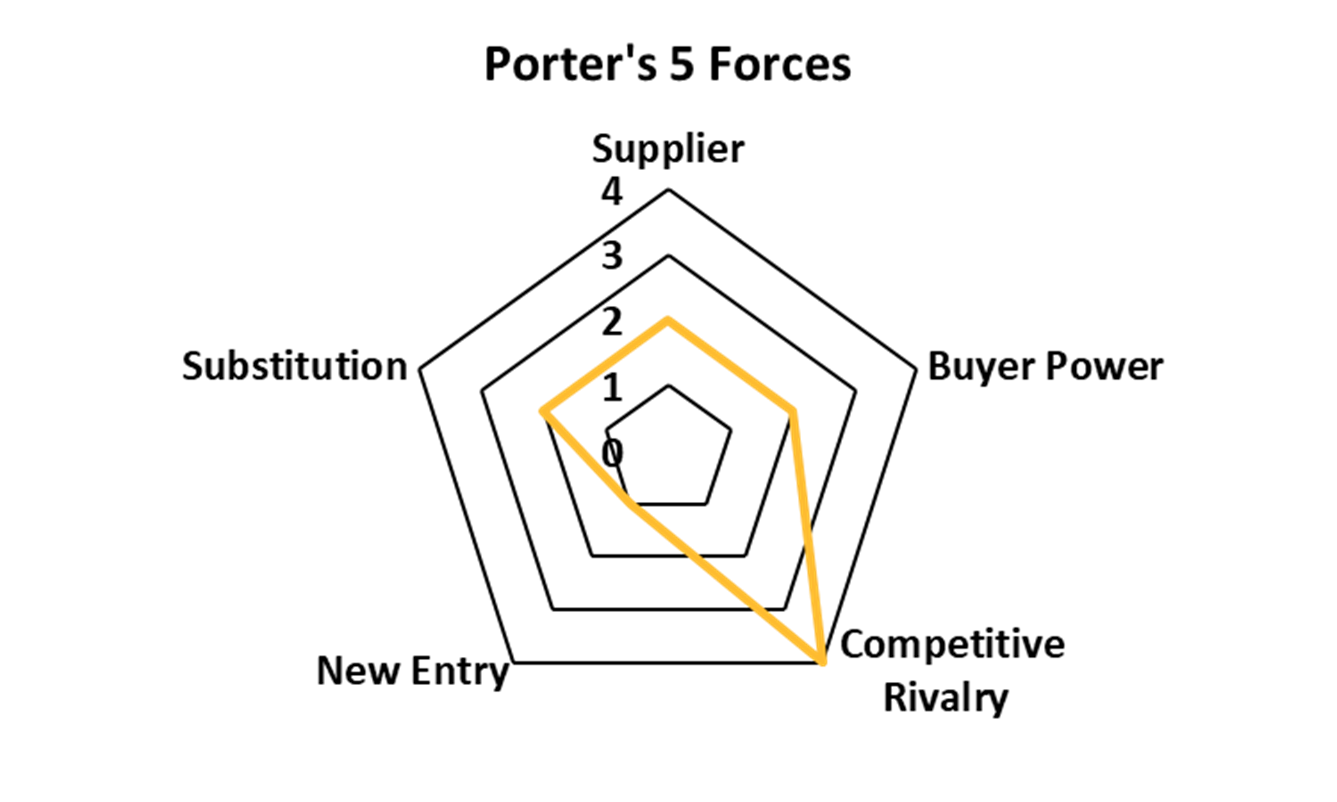 Porter's 5 Forces
Supplier
4
3
2
1
0
Substitution
Buyer Power
New Entry
Competitive
Rivalry